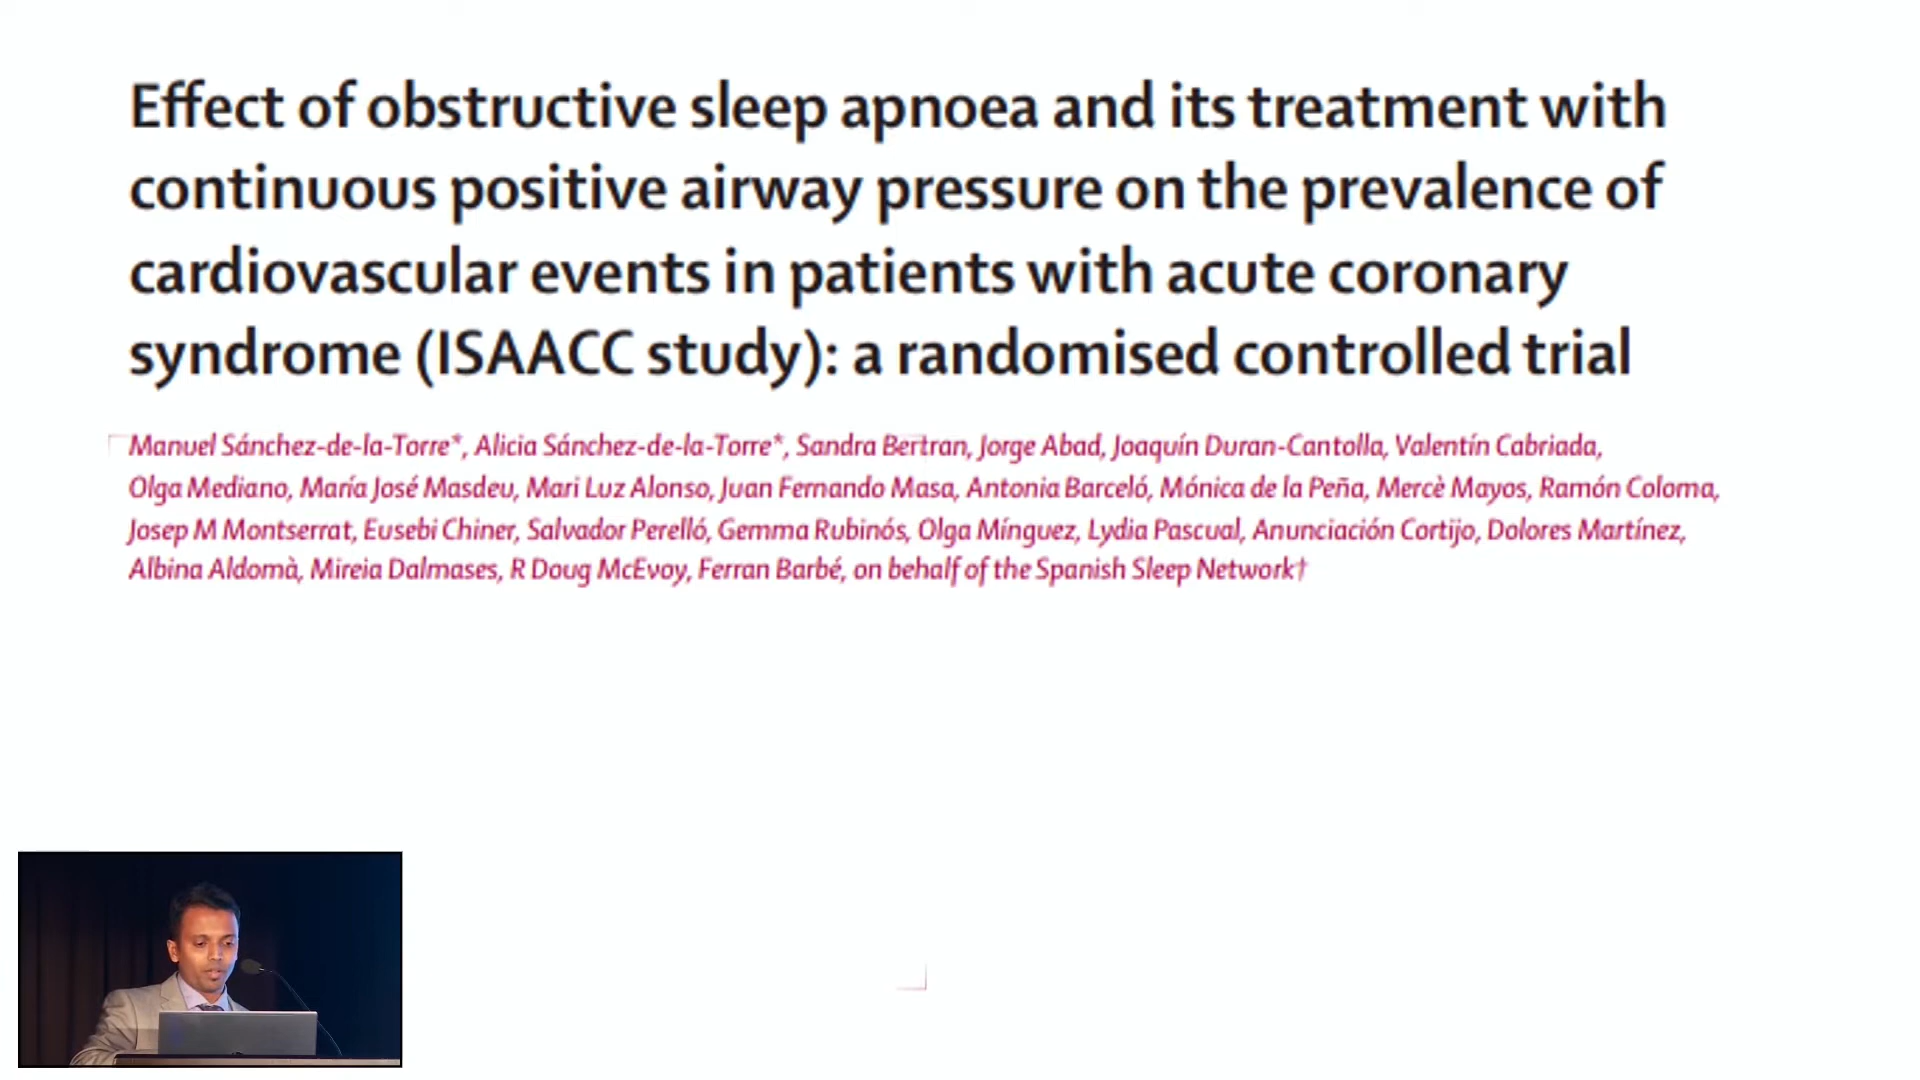 Effect of obstructive sleep apnoea and its treatment with
continuous positive airway pressure on the prevalence of
cardiovascular events in patients with acute coronary
syndrome (ISAACC study): a randomised controlled trial
Manuel Sánchez-de-la-Torre*, Alicia Sánchez-de-la-Torre*, Sandra Bertran, Jorge Abad, Joaquín Duran-Cantolla, Valentín Cabriada,
Olga Mediano, María José Masdeu, Mari Luz Alonso, Juan Fernando Masa, Antonia Barceló, Mónica de la Peña, Mercè Mayos, Ramón Coloma,
Josep M Montserrat, Eusebi Chiner, Salvador Perelló, Gemma Rubinós, Olga Mínguez, Lydia Pascual, Anunciación Cortijo, Dolores Martínez,
Albina Aldomà, Mireia Dalmases, R Doug McEvoy, Ferran Barbé, on behalf of the Spanish Sleep Network†